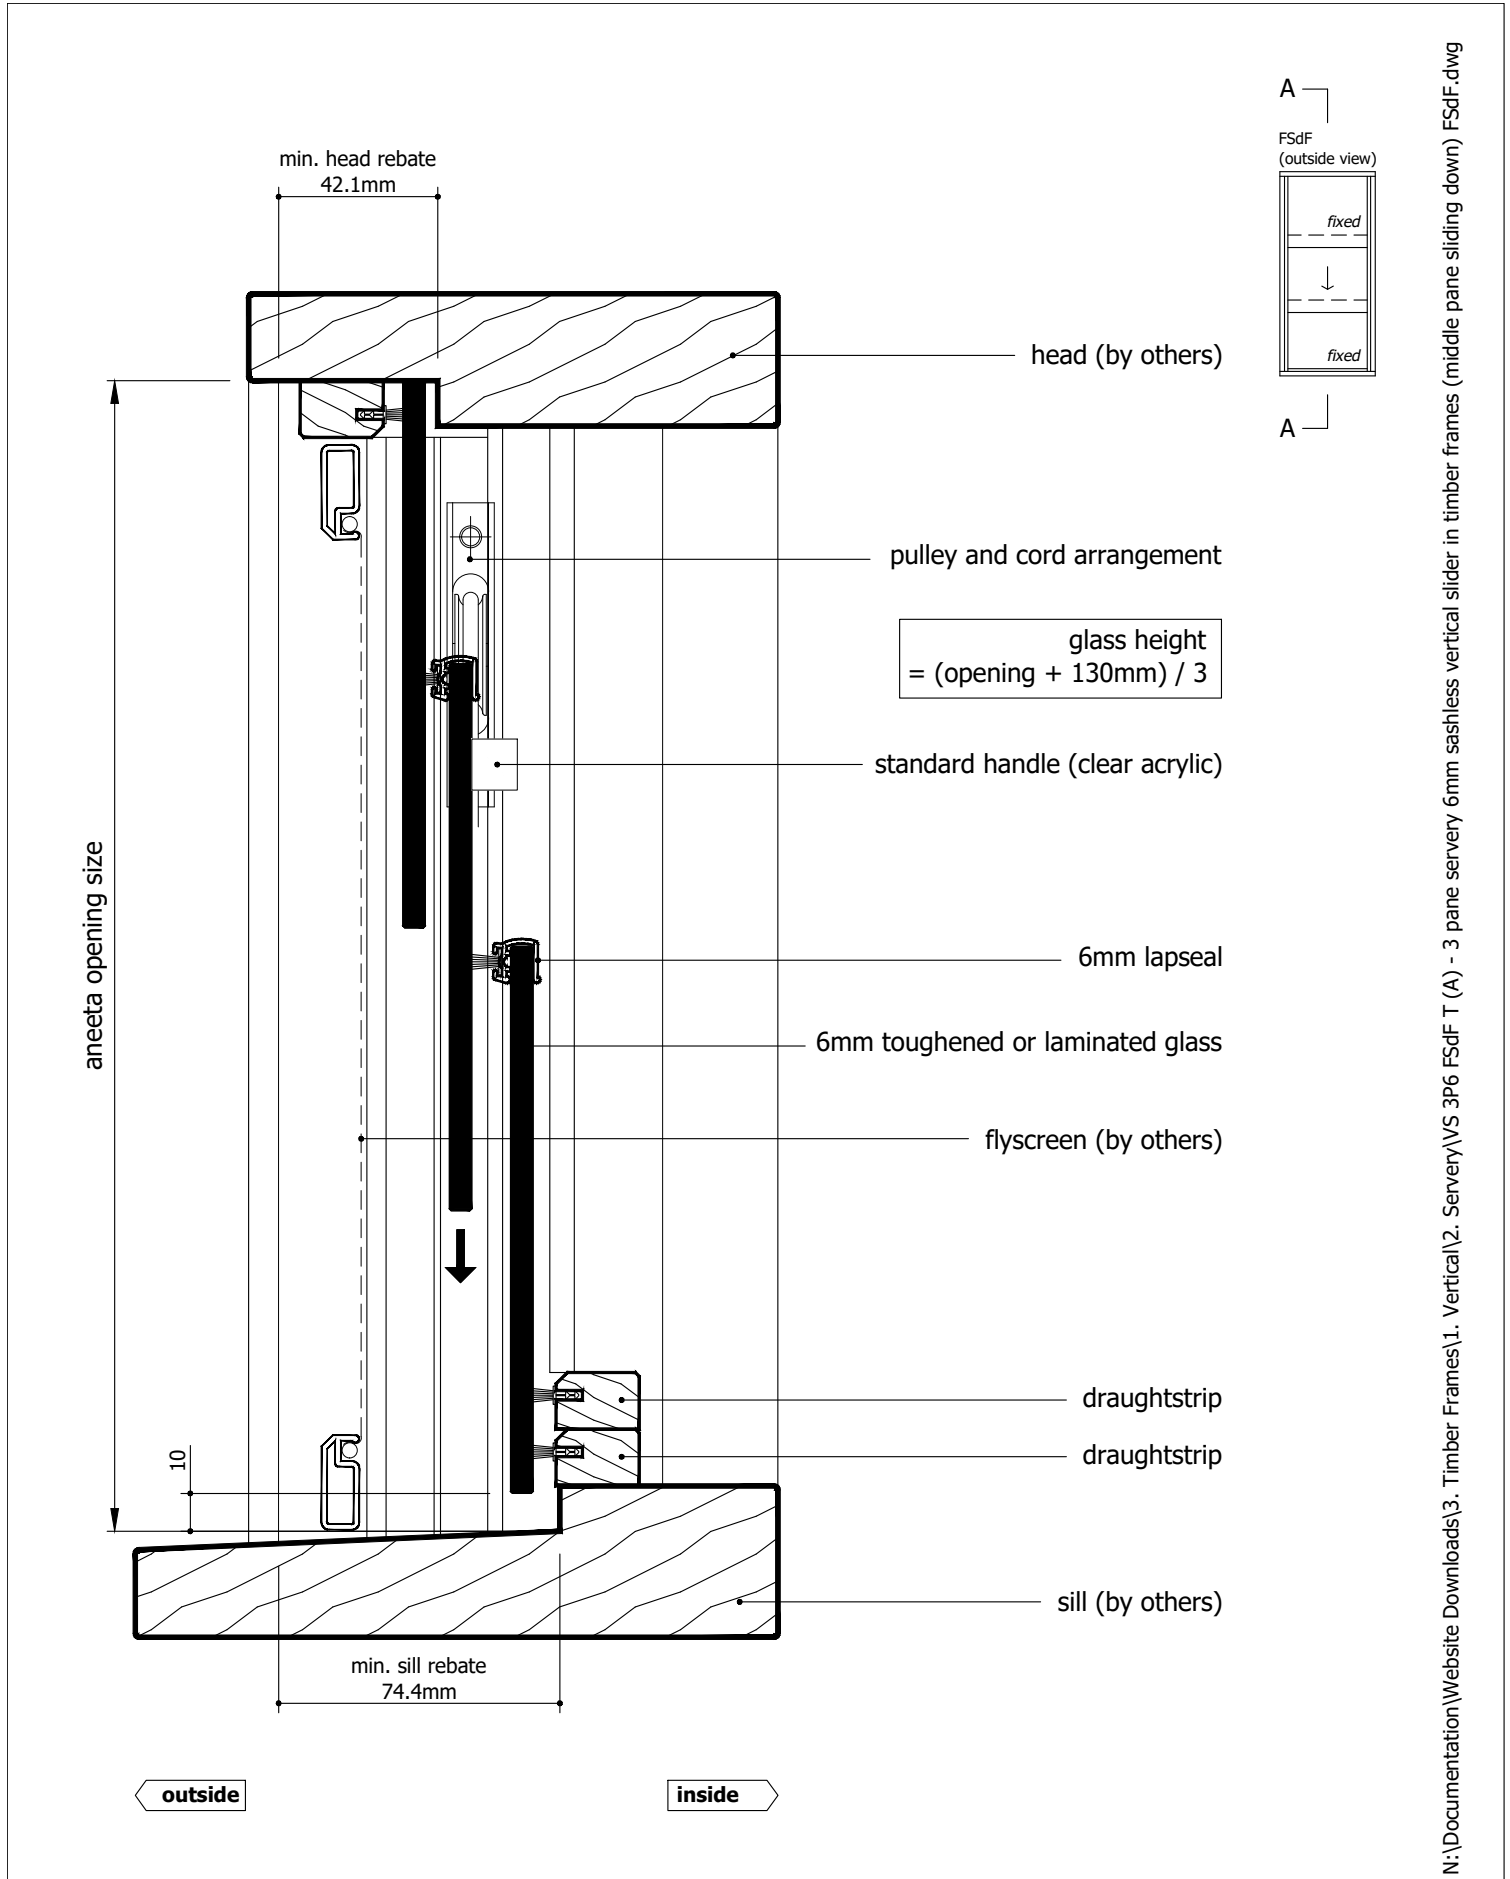 A
FSdF
(outside view)
fixed
fixed
A
min. head rebate
42.1mm
head (by others)
pulley and cord arrangement
glass height
= (opening + 130mm) / 3
standard handle (clear acrylic)
aneeta opening size
6mm lapseal
6mm toughened or laminated glass
flyscreen (by others)
draughtstrip
draughtstrip
10
sill (by others)
min. sill rebate
74.4mm
outside
inside
N:\Documentation\Website Downloads\3. Timber Frames\1. Vertical\2. Servery\VS 3P6 FSdF T (A) - 3 pane servery 6mm sashless vertical slider in timber frames (middle pane sliding down) FSdF.dwg